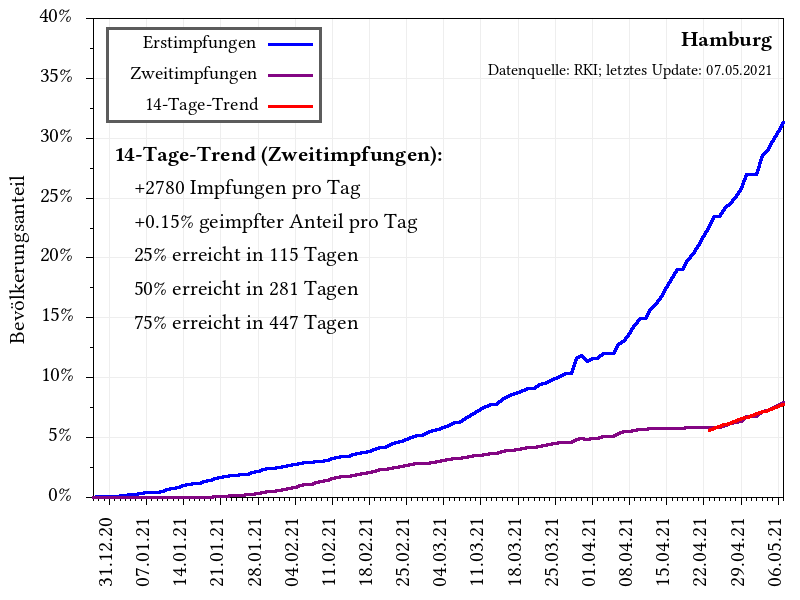 Hamburg
Datenquelle: RKI; letztes Update: 07.05.2021
Erstimpfungen
Zweitimpfungen
14-Tage-Trend
14-Tage-Trend (Zweitimpfungen):
+2780 Impfungen pro Tag
+0.15% geimpfter Anteil pro Tag
25% erreicht in 115 Tagen
50% erreicht in 281 Tagen
75% erreicht in 447 Tagen
Bevölkerungsanteil
40%
35%
30%
25%
20%
15%
10%
5%
0%
31.12.20
07.01.21
14.01.21
21.01.21
28.01.21
04.02.21
11.02.21
18.02.21
25.02.21
04.03.21
11.03.21
18.03.21
25.03.21
01.04.21
08.04.21
15.04.21
22.04.21
29.04.21
06.05.21